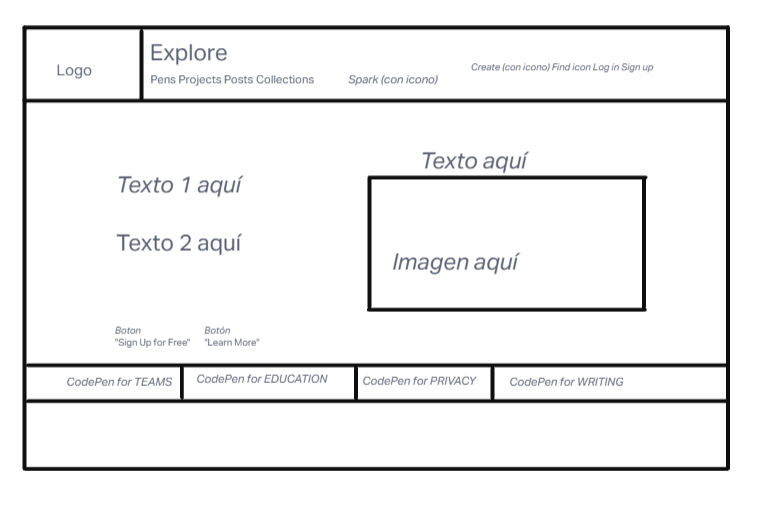 Logo
Explore
Pens Projects Posts Collections
Spark (con icono)
Create (con icono) Find icon Log in Sign up
Texto 1 aquí
Texto 2 aquí
Boton
"Sign Up for Free"
Botón
"Learn More"
Texto aquí
Imagen aquí
CodePen for TEAMS
CodePen for EDUCATION
CodePen for PRIVACY
CodePen for WRITING